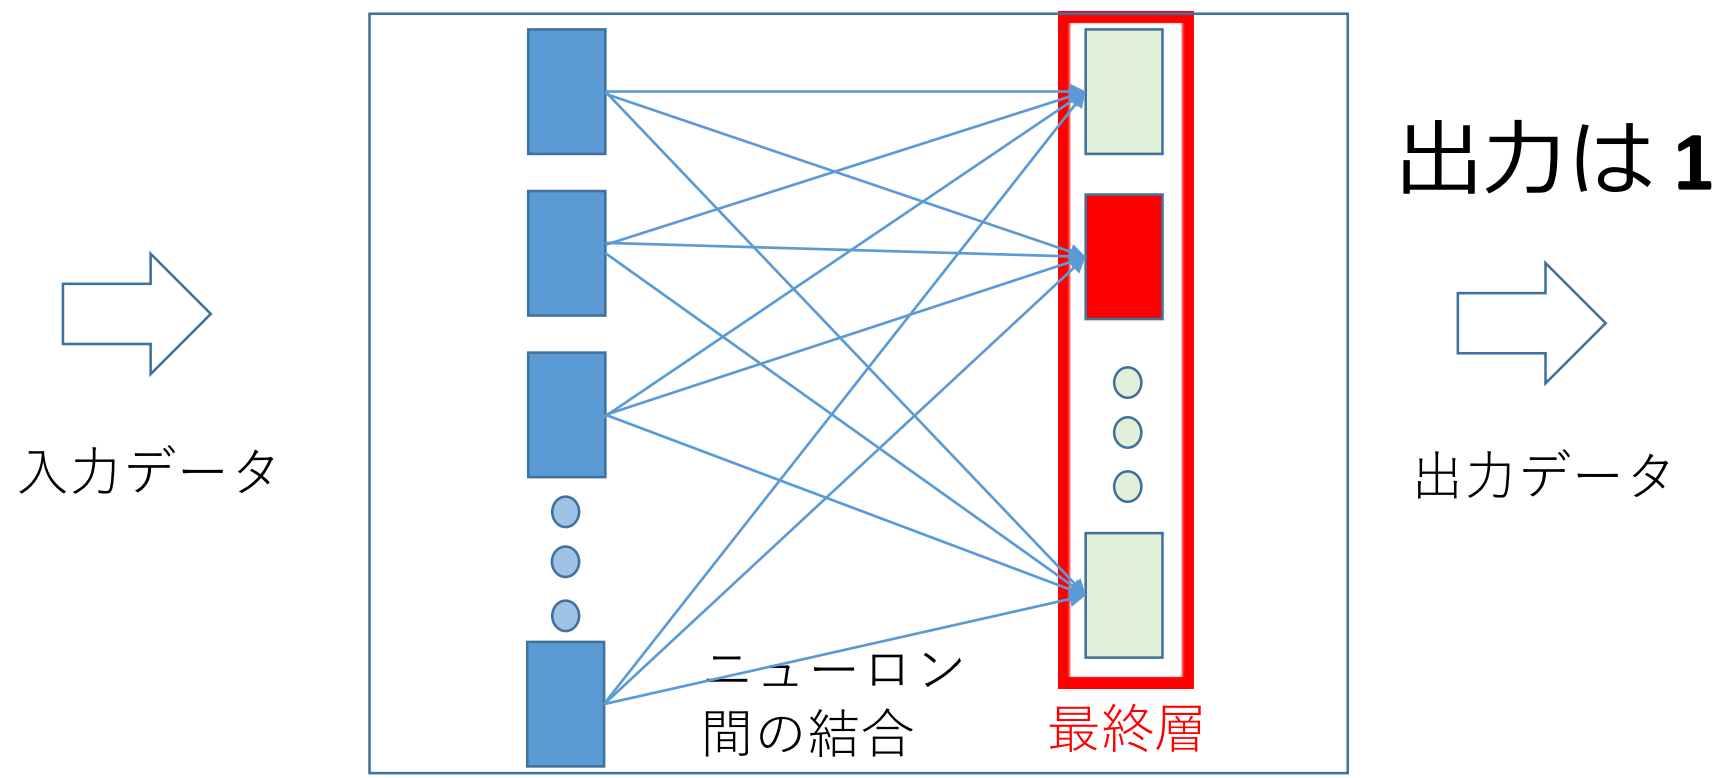 出力は 1
入力データ
出力データ
ニューロン
間の結合
最終層